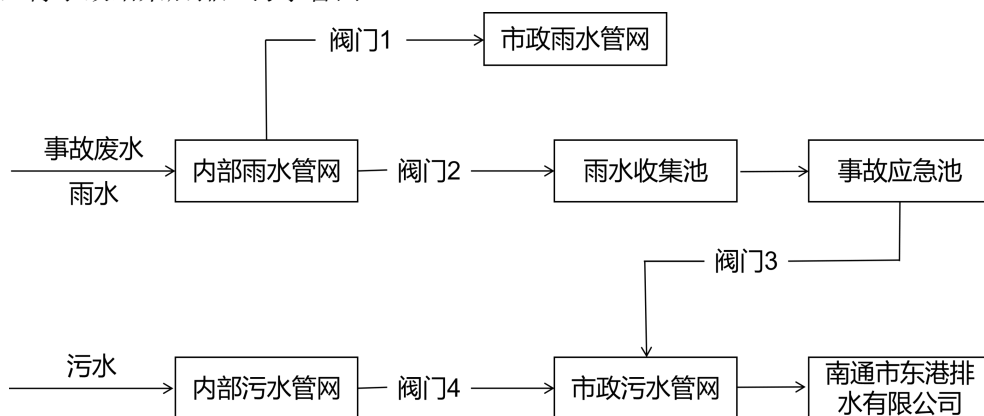 阀门1
市政雨水管网
事故废水
雨水
内部雨水管网
阀门2
雨水收集池
事故应急池
阀门3
污水
内部污水管网
阀门4
市政污水管网
南通市东港排
水有限公司